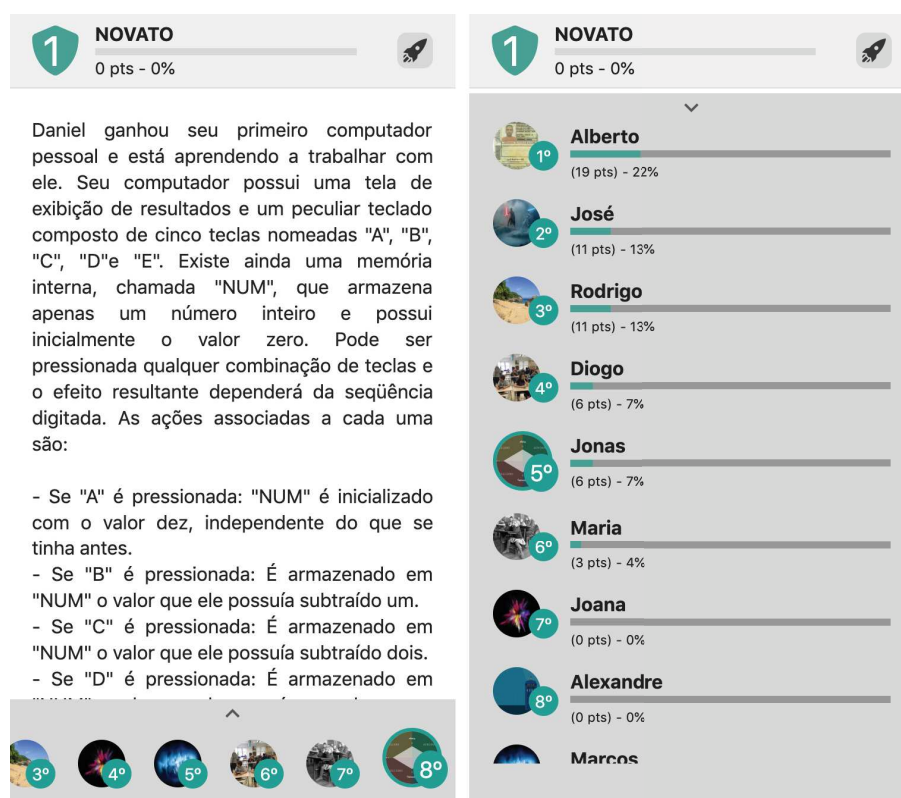 1
NOVATO
0 pts - 0%
Daniel ganhou seu primeiro computador
pessoal e está aprendendo a trabalhar com
ele. Seu computador possui uma tela de
exibição de resultados e um peculiar teclado
composto de cinco teclas nomeadas "A", "B",
"C", "D"e "E". Existe ainda uma memória
interna, chamada "NUM", que armazena
apenas um número inteiro e possui
inicialmente o valor zero. Pode ser
pressionada qualquer combinação de teclas e
o efeito resultante dependerá da seqüência
digitada. As ações associadas a cada uma
são:
- Se "A" é pressionada: "NUM" é inicializado
com o valor dez, independente do que se
tinha antes.
- Se "B" é pressionada: É armazenado em
"NUM" o valor que ele possuía subtraído um.
- Se "C" é pressionada: É armazenado em
"NUM" o valor que ele possuía subtraído dois.
- Se "D" é pressionada: É armazenado em
3º 4º 5º 6º 7º 8º
1
NOVATO
0 pts - 0%
Alberto
1º
(19 pts) - 22%
José
2º
(11 pts) - 13%
Rodrigo
3º
(11 pts) - 13%
Diogo
4º
(6 pts) - 7%
Jonas
5º
(6 pts) - 7%
Maria
6º
(3 pts) - 4%
Joana
7º
(0 pts) - 0%
Alexandre
8º
(0 pts) - 0%
Marcos